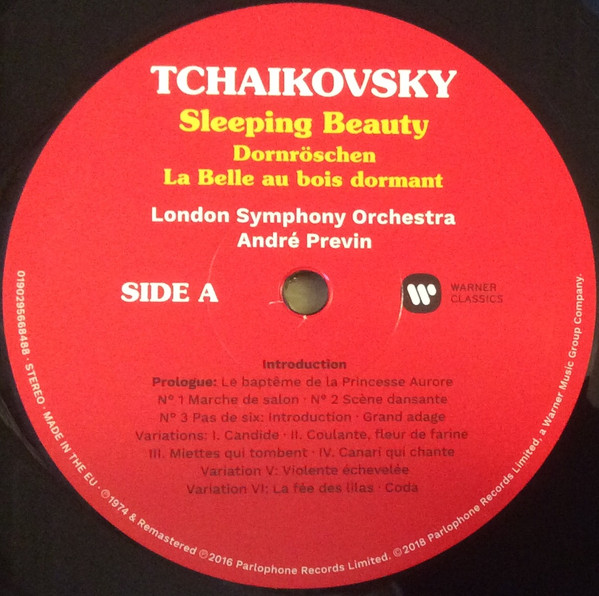 TCHAIKOVSKY
Sleeping Beauty
Dornröschen
La Belle au bois dormant
London Symphony Orchestra
André Previn
SIDE A
WARNER
CLASSICS
Introduction
Prologue: Le baptême de la Princesse Aurore
N° 1 Marche de salon · N° 2 Scène dansante
N° 3 Pas de six: Introduction · Grand adage
Variations: I. Candide · II. Coulante, fleur de farine
III. Miettes qui tombent · IV. Canari qui chante
Variation V: Violente échevelée
Variation VI: La fée des lilas · Coda
0190295668488 · STEREO · MADE IN THE EU · ℗1974 & Remastered ℗2016 Parlophone Records Limited. ©2018 Parlophone Records Limited, a Warner Music Group Company.